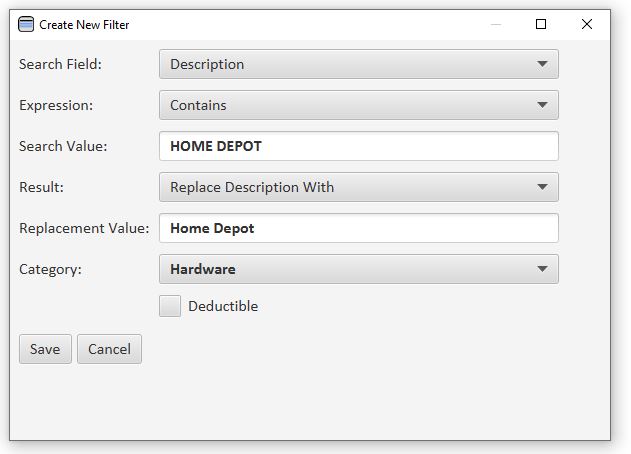 Create New Filter
Search Field: Description
Expression: Contains
Search Value: HOME DEPOT
Result: Replace Description With
Replacement Value: Home Depot
Category: Hardware
Deductible
Save Cancel